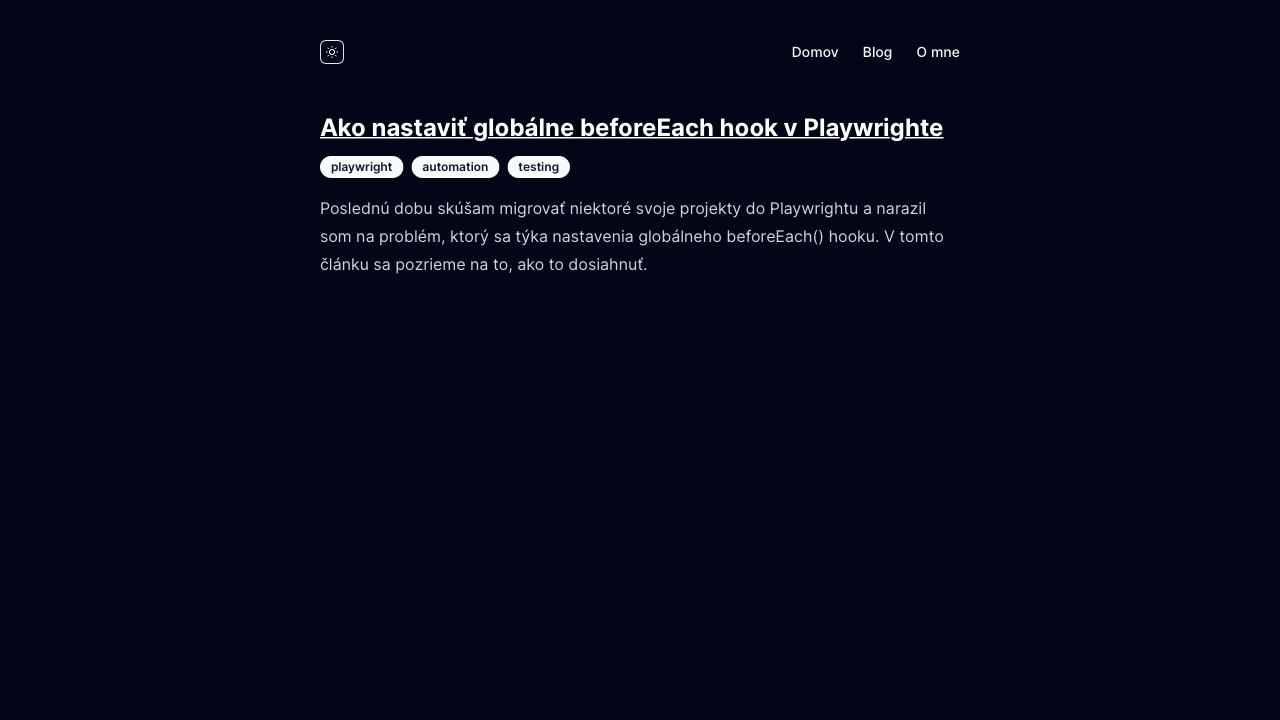 Domov Blog O mne
Ako nastaviť globálne beforeEach hook v Playwrighte
playwright automation testing
Poslednú dobu skúšam migrovať niektoré svoje projekty do Playwrightu a narazil
som na problém, ktorý sa týka nastavenia globálneho beforeEach() hooku. V tomto
článku sa pozrieme na to, ako to dosiahnuť.